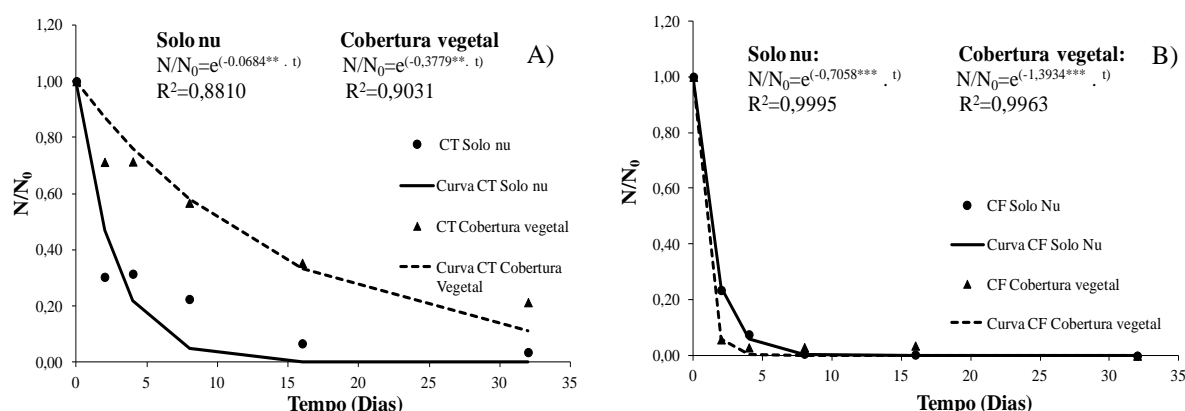 A)
Solo nu
N/N0=e(-0.0684** . t)
R²=0,8810
Cobertura vegetal
N/N0=e(-0,3779**. t)
R²=0,9031
N/N0
1,20
1,00
0,80
0,60
0,40
0,20
0,00
CT Solo nu
Curva CT Solo nu
CT Cobertura vegetal
Curva CT Cobertura
Vegetal
0 5 10 15 20 25 30 35
Tempo (Dias)
B)
Solo nu:
N/N0=e(-0,7058*** . t)
R²=0,9995
Cobertura vegetal:
N/N0=e(-1,3934*** . t)
R²=0,9963
N/N0
1,20
1,00
0,80
0,60
0,40
0,20
0,00
CF Solo Nu
Curva CF Solo Nu
CF Cobertura vegetal
Curva CF Cobertura vegetal
0 5 10 15 20 25 30 35
Tempo (Dias)